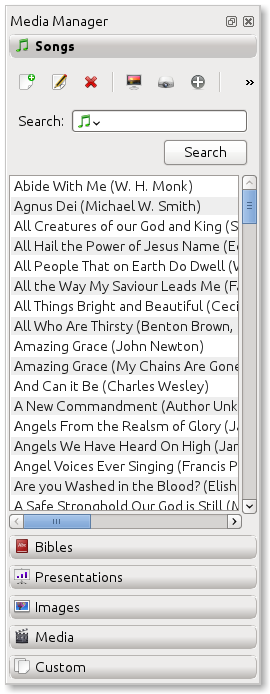 Media Manager
Songs
»
Search:
Search
Abide With Me (W. H. Monk)
Agnus Dei (Michael W. Smith)
All Creatures of our God and King (S
All Hail the Power of Jesus Name (Ed
All People That on Earth Do Dwell (W
All the Way My Saviour Leads Me (Fa
All Things Bright and Beautiful (Ceci
All Who Are Thirsty (Benton Brown,
Amazing Grace (John Newton)
Amazing Grace (My Chains Are Gone
And Can it Be (Charles Wesley)
A New Commandment (Author Unk
Angels From the Realsm of Glory (Ja
Angels We Have Heard On High (Jar
Angel Voices Ever Singing (Francis P
Are you Washed in the Blood? (Elish
A Safe Stronghold Our God is Still (M
Bibles
Presentations
Images
Media
Custom